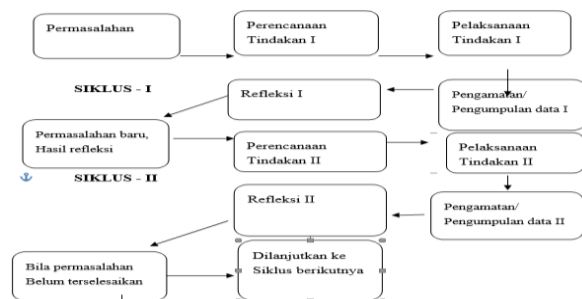 Permasalahan
Perencanaan
Tindakan I
Pelaksanaan
Tindakan I
SIKLUS - I
Refleksi I
Pengamatan/
Pengumpulan data I
Permasalahan baru,
Hasil refleksi
Perencanaan
Tindakan II
Pelaksanaan
Tindakan II
SIKLUS - II
Refleksi II
Pengamatan/
Pengumpulan data II
Bila permasalahan
Belum terselesaikan
Dilanjutkan ke
Siklus berikutnya